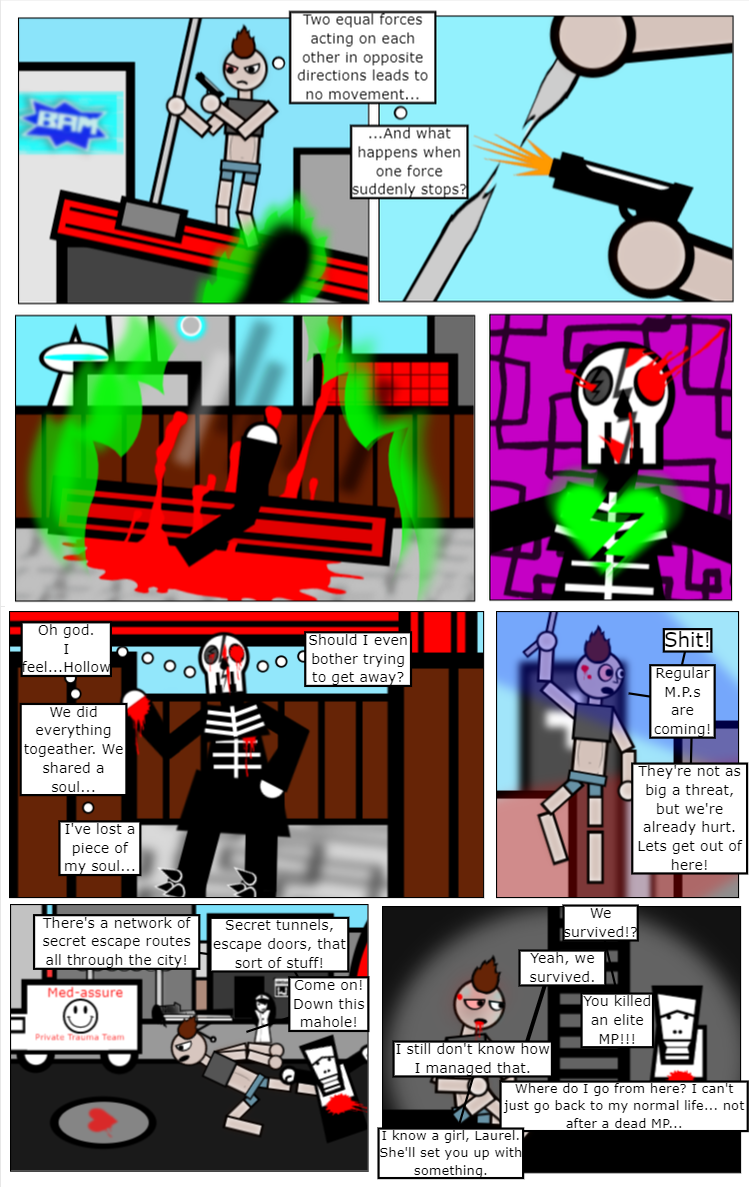 Two equal forces
acting on each
other in opposite
directions leads to
no movement...
...And what
happens when
one force
suddenly stops?
BAM
Oh god.
I
feel...Hollow
We did
everything
togeather. We
shared a
soul...
I've lost a
piece of
my soul...
Should I even
bother trying
to get away?
Shit!
Regular
M.P.s
are
coming!
They're not as
big a threat,
but we're
already hurt.
Lets get out of
here!
There's a network of
secret escape routes
all through the city!
Secret tunnels,
escape doors, that
sort of stuff!
Come on!
Down this
mahole!
Med-assure
Private Trauma Team
We
survived!?
Yeah, we
survived.
You killed
an elite
MP!!!
I still don't know how
I managed that.
Where do I go from here? I can't
just go back to my normal life... not
after a dead MP...
I know a girl, Laurel.
She'll set you up with
something.